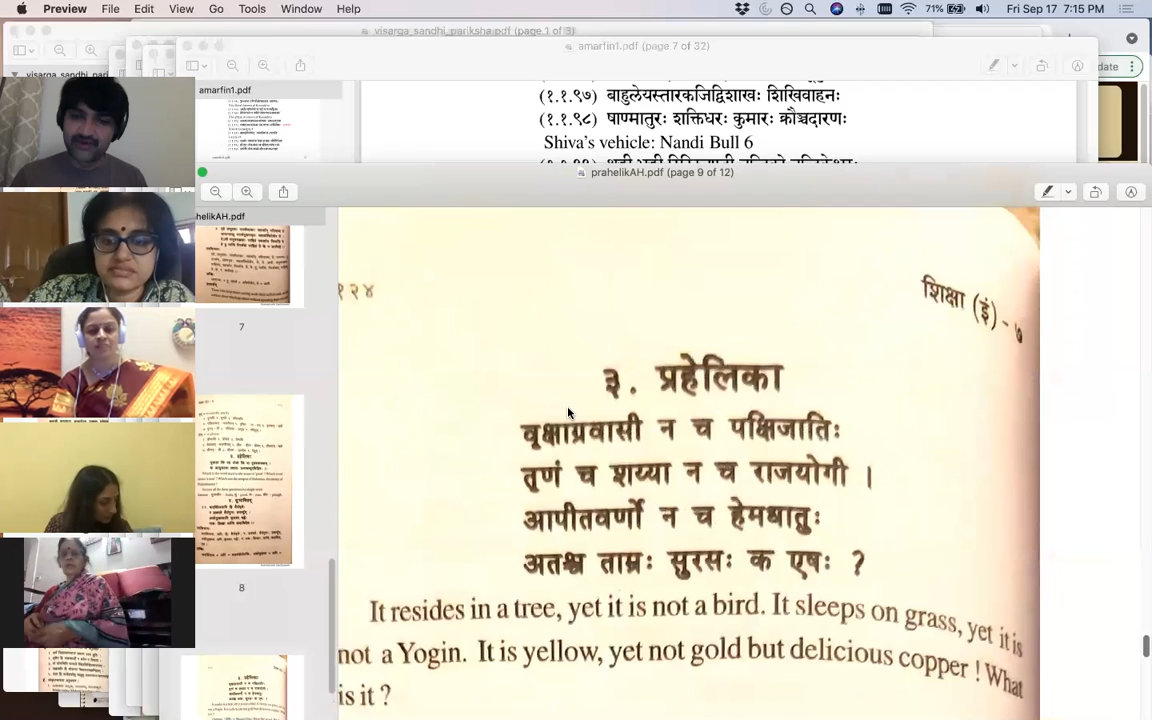 Preview File Edit View Go Tools Window Help 71% Fri Sep 17 7:15 PM
visarga_sandhi_pariksha.pdf (page 1 of 3)
amarfin1.pdf (page 7 of 32)
visarga_sandhi_pari
date
amarfin1.pdf
(१.१.९७) बाहुलेयस्तारकजिद्विशाखः शिखिवाहनः
(१.१.९८) षाण्मातुरः शक्तिधरः कुमारः क्रौञ्चदारणः
Shiva's vehicle: Nandi Bull 6
prahelikAH.pdf (page 9 of 12)
helikAH.pdf
7
8
१२४
शिक्षा (इं) - ७
३. प्रहेलिका
वृक्षाग्रवासी न च पक्षिजातिः
तृणं च शय्या न च राजयोगी ।
आपीतवर्णो न च हेमधातुः
अतश्च ताम्रः सुरसः क एषः ?
It resides in a tree, yet it is not a bird. It sleeps on grass, yet it is
not a Yogin. It is yellow, yet not gold but delicious copper ! What
is it ?